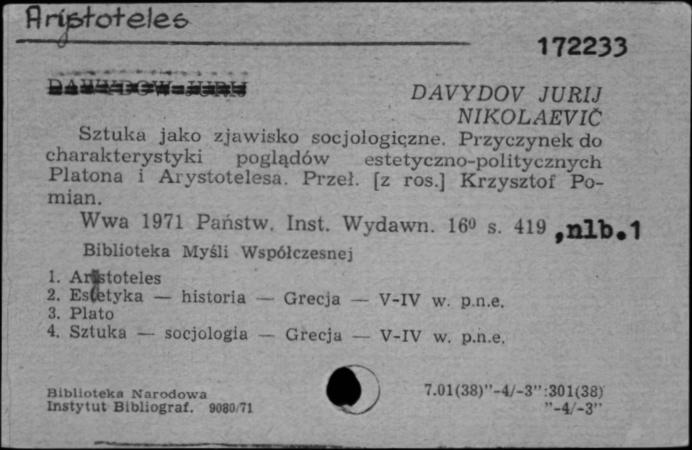 Aristoteles
172233
DAWYDOW JURIJ
DAVYDOV JURIJ
NIKOLAEVIČ
Sztuka jako zjawisko socjologiczne. Przyczynek do
charakterystyki poglądów estetyczno-politycznych
Platona i Arystotelesa. Przeł. [z ros.] Krzysztof Po-
mian.
Wwa 1971 Państw. Inst. Wydawn. 16⁰ s. 419 ,nlb.1
Biblioteka Myśli Współczesnej
1. Aristoteles
2. Estetyka — historia — Grecja — V-IV w. p.n.e.
3. Plato
4. Sztuka — socjologia — Grecja — V-IV w. p.n.e.
Biblioteka Narodowa
Instytut Bibliograf. 9080/71
7.01(38)"-4/-3":301(38)
"-4/-3"